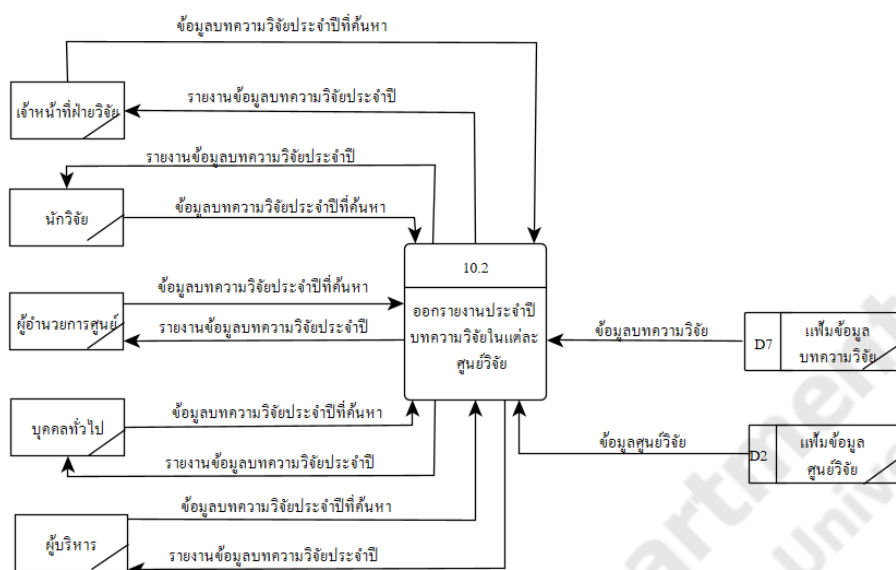 ข้อมูลบทความวิจัยประจำปีที่ค้นหา
เจ้าหน้าที่ฝ่ายวิจัย
รายงานข้อมูลบทความวิจัยประจำปี
รายงานข้อมูลบทความวิจัยประจำปี
นักวิจัย
ข้อมูลบทความวิจัยประจำปีที่ค้นหา
10.2
ออกรายงานประจำปี
บทความวิจัยในแต่ละ
ศูนย์วิจัย
ข้อมูลบทความวิจัยประจำปีที่ค้นหา
ผู้อำนวยการศูนย์
รายงานข้อมูลบทความวิจัยประจำปี
ข้อมูลบทความวิจัย
D7
แฟ้มข้อมูล
บทความวิจัย
บุคคลทั่วไป
ข้อมูลบทความวิจัยประจำปีที่ค้นหา
รายงานข้อมูลบทความวิจัยประจำปี
ข้อมูลศูนย์วิจัย
D2
แฟ้มข้อมูล
ศูนย์วิจัย
ข้อมูลบทความวิจัยประจำปีที่ค้นหา
ผู้บริหาร
รายงานข้อมูลบทความวิจัยประจำปี